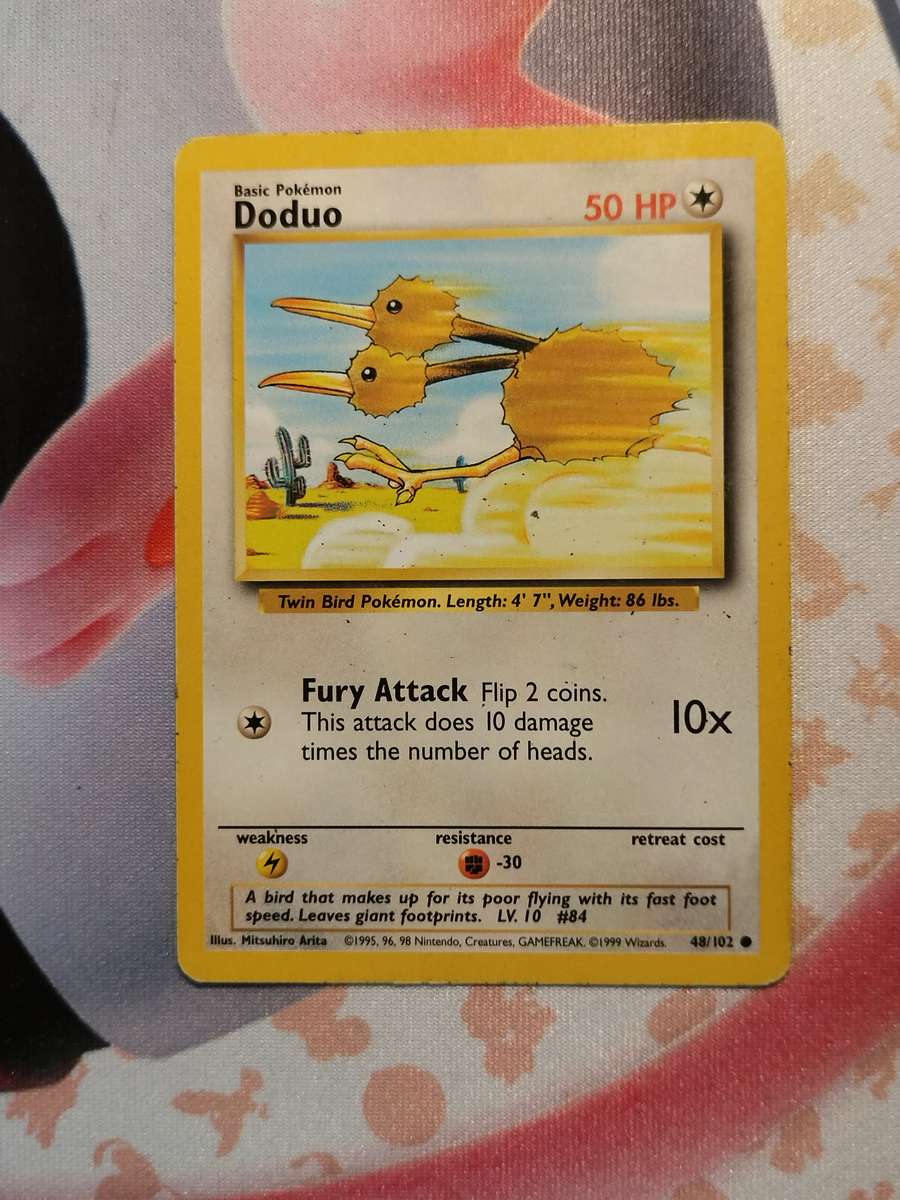 Basic Pokémon
Doduo
50 HP
Twin Bird Pokémon. Length: 4' 7", Weight: 86 lbs.
Fury Attack Flip 2 coins.
This attack does 10 damage
times the number of heads.
10x
weakness resistance retreat cost
-30
A bird that makes up for its poor flying with its fast foot
speed. Leaves giant footprints. LV. 10 #84
Illus. Mitsuhiro Arita ©1995, 96, 98 Nintendo, Creatures, GAMEFREAK. ©1999 Wizards. 48/102